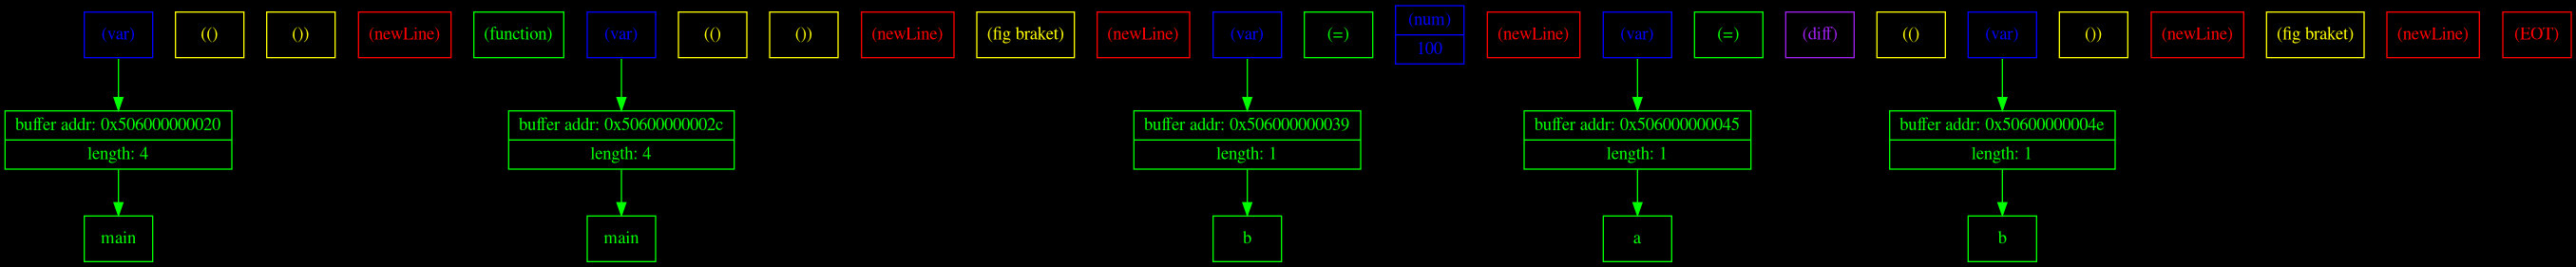 (var) (() ()) (newLine) (function) (var) (() ()) (newLine) (fig braket) (newLine) (var) (=) (num) (newLine) (var) (=) (diff) (() (var) ()) (newLine) (fig braket) (newLine) (EOT)
100
buffer addr: 0x506000000020 buffer addr: 0x50600000002c buffer addr: 0x506000000039 buffer addr: 0x506000000045 buffer addr: 0x50600000004e
length: 4 length: 4 length: 1 length: 1 length: 1
main main b a b